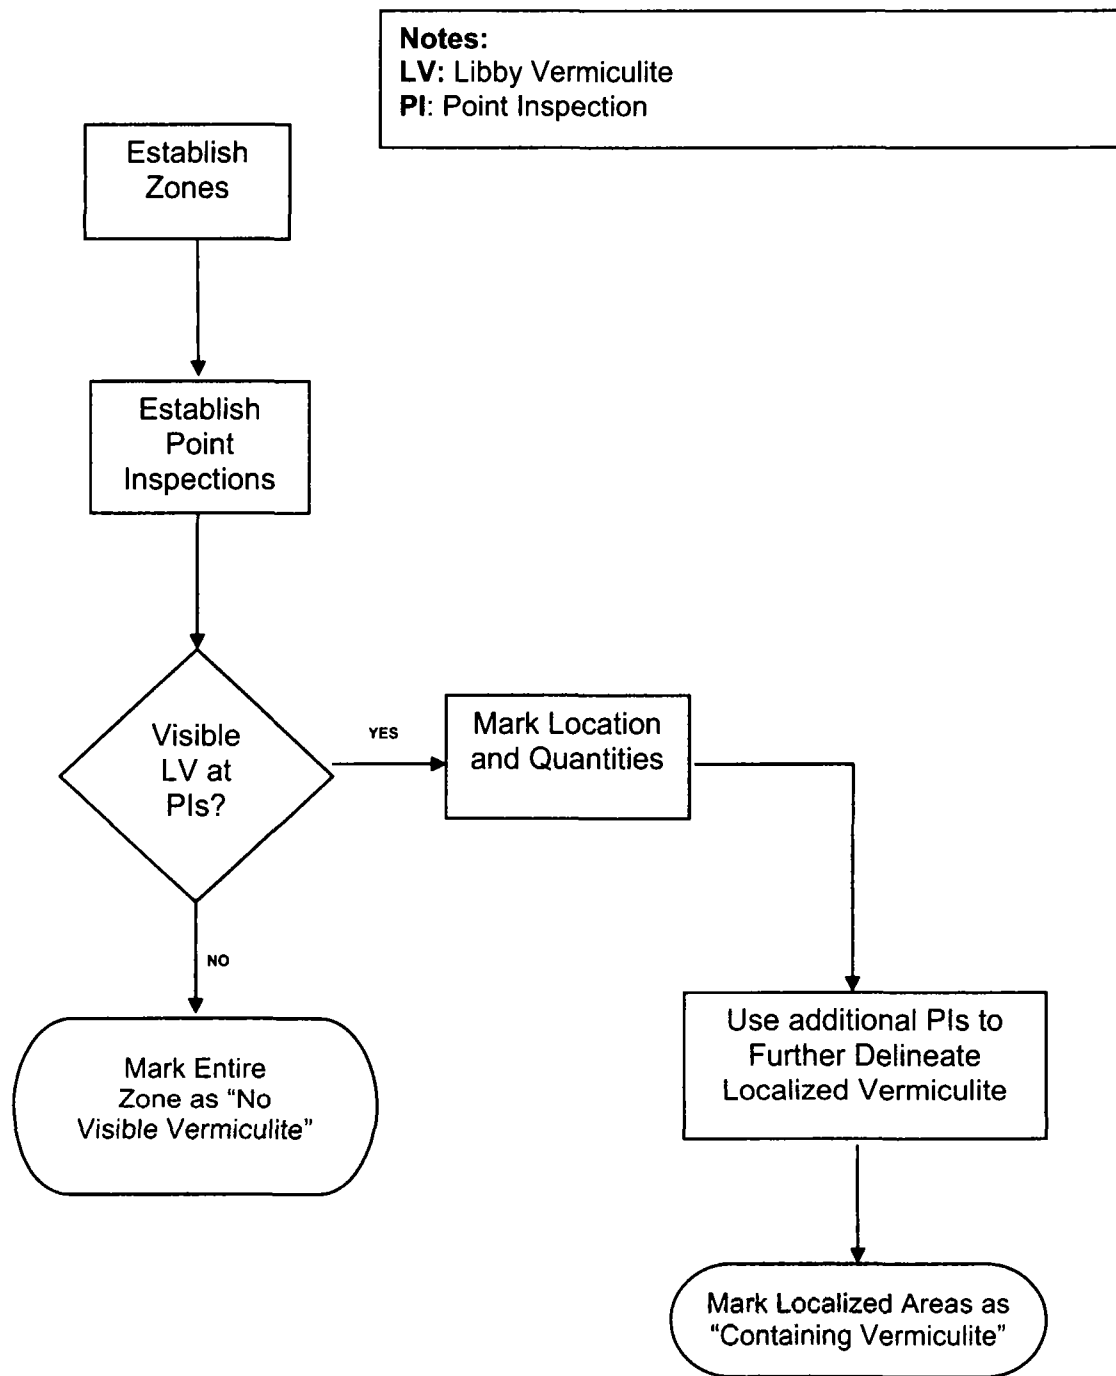 Notes:
LV: Libby Vermiculite
PI: Point Inspection
Establish
Zones
Establish
Point
Inspections
Visible
LV at
PIs?
YES
Mark Location
and Quantities
NO
Mark Entire
Zone as “No
Visible Vermiculite”
Use additional PIs to
Further Delineate
Localized Vermiculite
Mark Localized Areas as
“Containing Vermiculite”